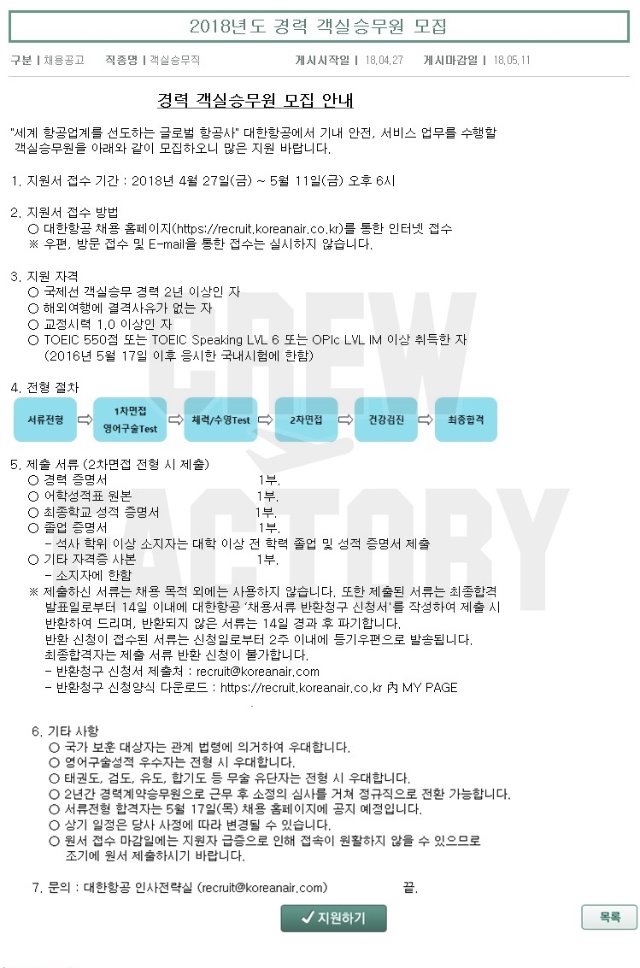 2018년도 경력 객실승무원 모집
구분 | 채용공고 직종명 | 객실승무직 게시시작일 | 18.04.27 게시마감일 | 18.05.11
경력 객실승무원 모집 안내
"세계 항공업계를 선도하는 글로벌 항공사" 대한항공에서 기내 안전, 서비스 업무를 수행할
객실승무원을 아래와 같이 모집하오니 많은 지원 바랍니다.
1. 지원서 접수 기간 : 2018년 4월 27일(금) ~ 5월 11일(금) 오후 6시
2. 지원서 접수 방법
○ 대한항공 채용 홈페이지(https://recruit.koreanair.co.kr)를 통한 인터넷 접수
※ 우편, 방문 접수 및 E-mail을 통한 접수는 실시하지 않습니다.
3. 지원 자격
○ 국제선 객실승무 경력 2년 이상인 자
○ 해외여행에 결격사유가 없는 자
○ 교정시력 1.0 이상인 자
○ TOEIC 550점 또는 TOEIC Speaking LVL 6 또는 OPIc LVL IM 이상 취득한 자
(2016년 5월 17일 이후 응시한 국내시험에 한함)
4. 전형 절차
서류전형 ⇨ 1차면접 영어구술Test ⇨ 체력/수영Test ⇨ 2차면접 ⇨ 건강검진 ⇨ 최종합격
5. 제출 서류 (2차면접 전형 시 제출)
○ 경력 증명서 1부.
○ 어학성적표 원본 1부.
○ 최종학교 성적 증명서 1부.
○ 졸업 증명서 1부.
- 석사 학위 이상 소지자는 대학 이상 전 학력 졸업 및 성적 증명서 제출
○ 기타 자격증 사본 1부.
- 소지자에 한함
※ 제출하신 서류는 채용 목적 외에는 사용하지 않습니다. 또한 제출된 서류는 최종합격
발표일로부터 14일 이내에 대한항공 '채용서류 반환청구 신청서'를 작성하여 제출 시
반환하여 드리며, 반환되지 않은 서류는 14일 경과 후 파기합니다.
반환 신청이 접수된 서류는 신청일로부터 2주 이내에 등기우편으로 발송됩니다.
최종합격자는 제출 서류 반환 신청이 불가합니다.
- 반환청구 신청서 제출처 : recruit@koreanair.com
- 반환청구 신청양식 다운로드 : https://recruit.koreanair.co.kr 內 MY PAGE
6. 기타 사항
○ 국가 보훈 대상자는 관계 법령에 의거하여 우대합니다.
○ 영어구술성적 우수자는 전형 시 우대합니다.
○ 태권도, 검도, 유도, 합기도 등 무술 유단자는 전형 시 우대합니다.
○ 2년간 경력계약승무원으로 근무 후 소정의 심사를 거쳐 정규직으로 전환 가능합니다.
○ 서류전형 합격자는 5월 17일(목) 채용 홈페이지에 공지 예정입니다.
○ 상기 일정은 당사 사정에 따라 변경될 수 있습니다.
○ 원서 접수 마감일에는 지원자 급증으로 인해 접속이 원활하지 않을 수 있으므로
조기에 원서 제출하시기 바랍니다.
7. 문의 : 대한항공 인사전략실 (recruit@koreanair.com) 끝.
✓ 지원하기
목록
CREW
FACTORY